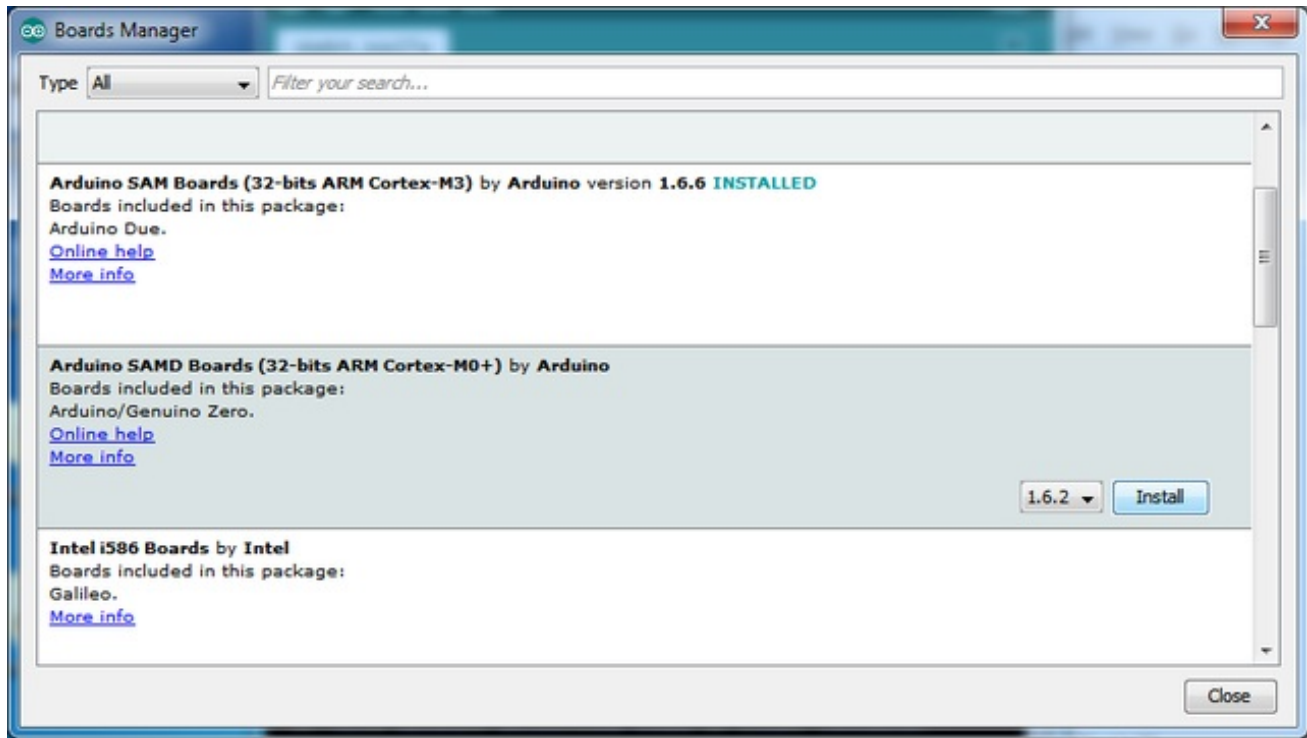 Boards Manager
Type All Filter your search...
Arduino SAM Boards (32-bits ARM Cortex-M3) by Arduino version 1.6.6 INSTALLED
Boards included in this package:
Arduino Due.
Online help
More info
Arduino SAMD Boards (32-bits ARM Cortex-M0+) by Arduino
Boards included in this package:
Arduino/Genuino Zero.
Online help
More info
1.6.2 Install
Intel i586 Boards by Intel
Boards included in this package:
Galileo.
More info
Close